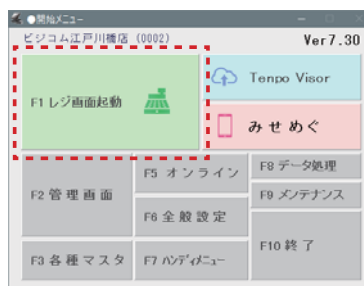 ●開始メニュー
ビジコム江戸川橋店 (0002)
Ver7.30
F1 レジ画面起動
Tenpo Visor
みせめぐ
F2 管理画面
F5 オンライン
F8 データ処理
F9 メンテナンス
F6 全般設定
F10 終了
F3 各種マスタ
F7 ハンディメニュー